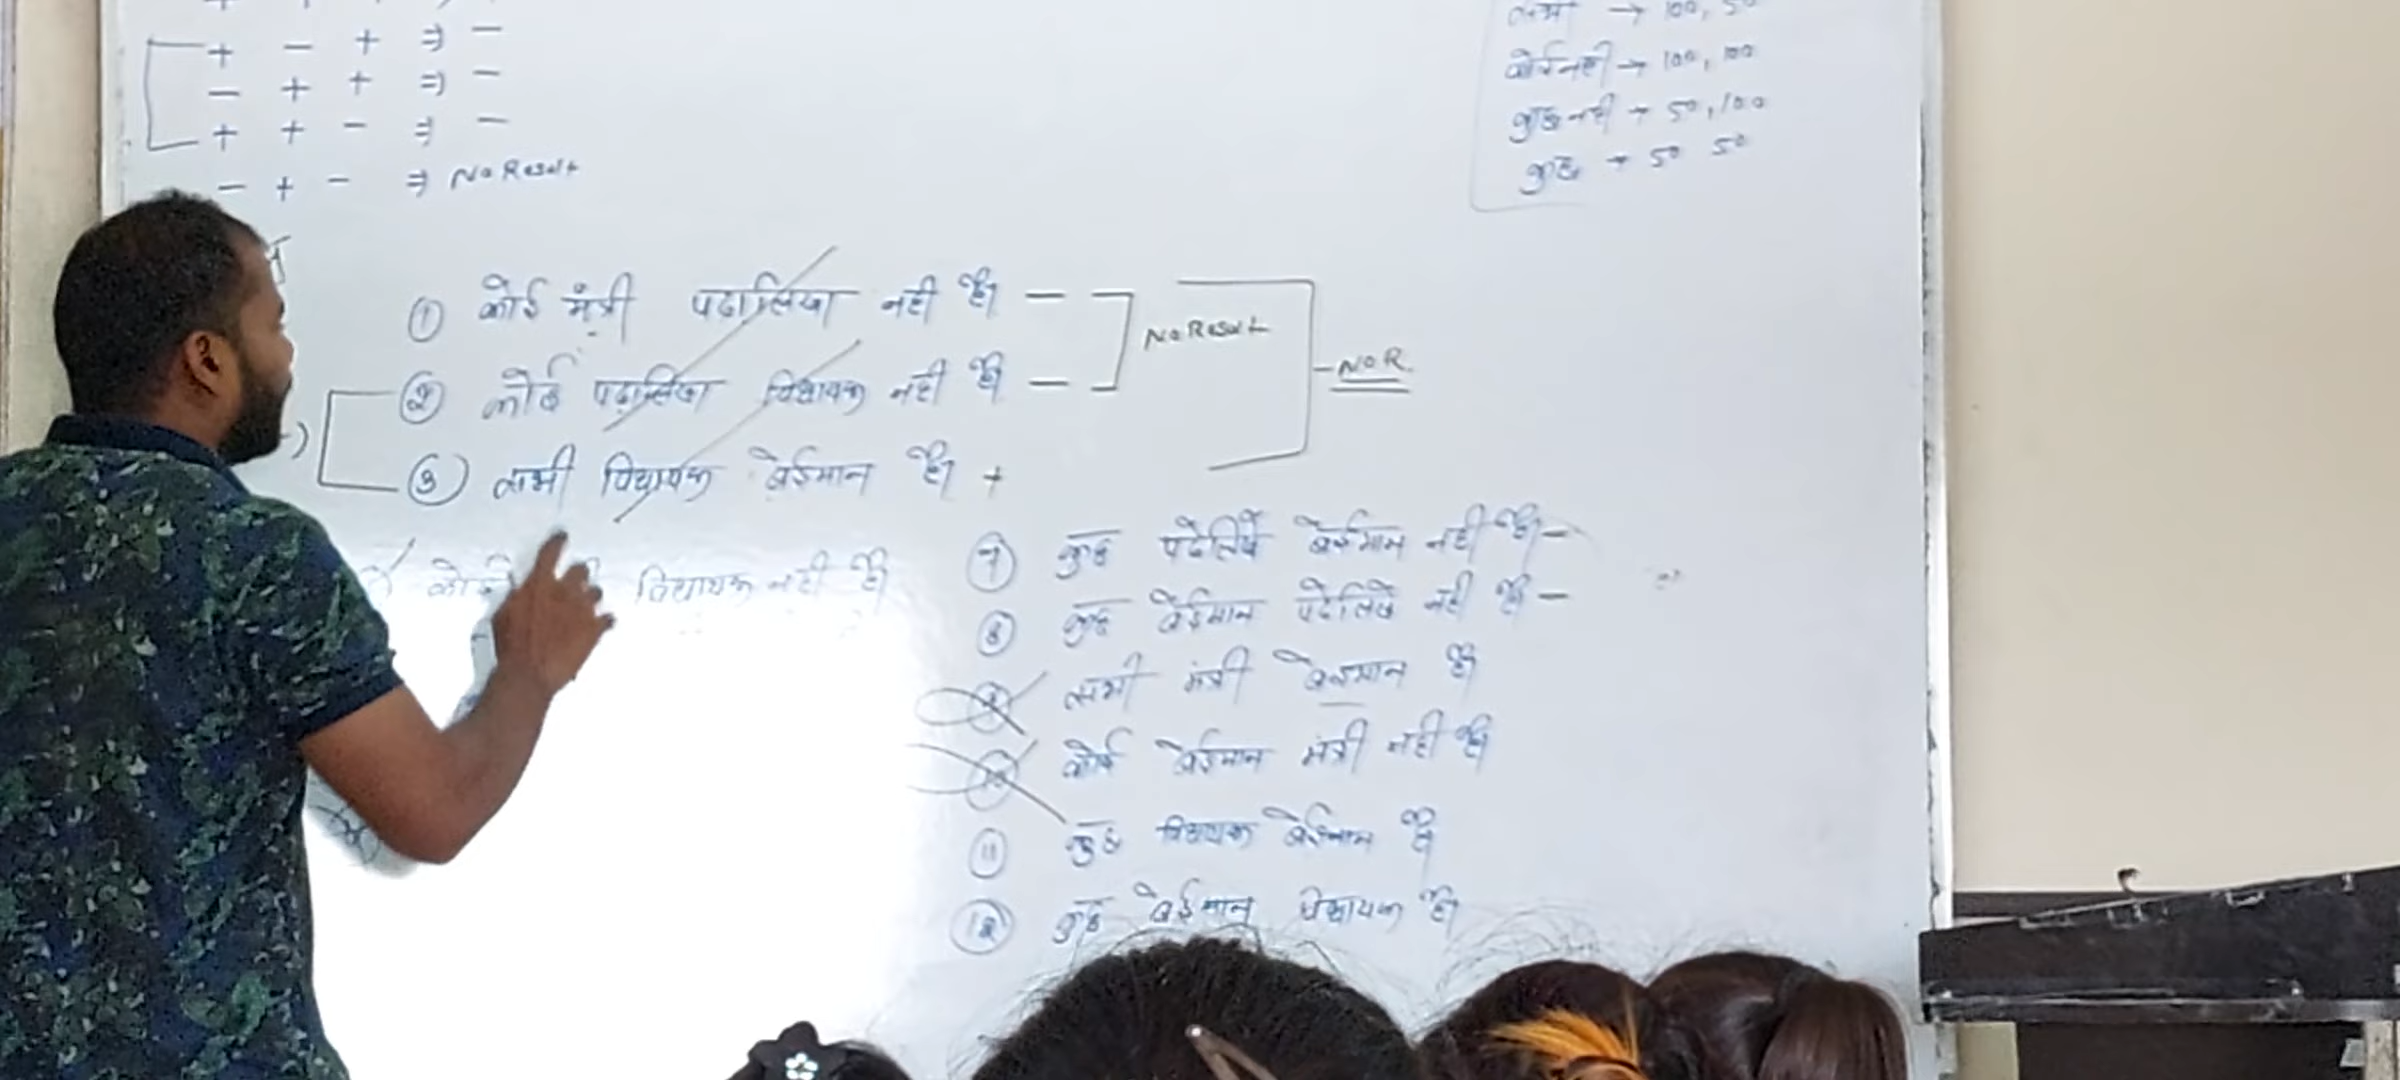 + - + ⇒ -
- + + ⇒ -
+ + - ⇒ -
- + - ⇒ No Result
सभी → 100, 50
कोई नही → 100, 100
कुछ नही → 50, 100
कुछ → 50 50
① कोई मंत्री पढालिखा नही है। —
② कोई पढ़ालिखा विधायक नही है। —
No Result
③ सभी विधायक बेईमान है। +
- No R.
विधायक नही है।
⑦ कुछ पढेलिखे बेईमान नही है। —
⑧ कुछ बेईमान पढेलिखे नही है। —
सभी मंत्री बेईमान है।
कोई बेईमान मंत्री नही है।
⑪ कुछ विधायक बेईमान है।
⑫ कुछ बेईमान विधायक है।